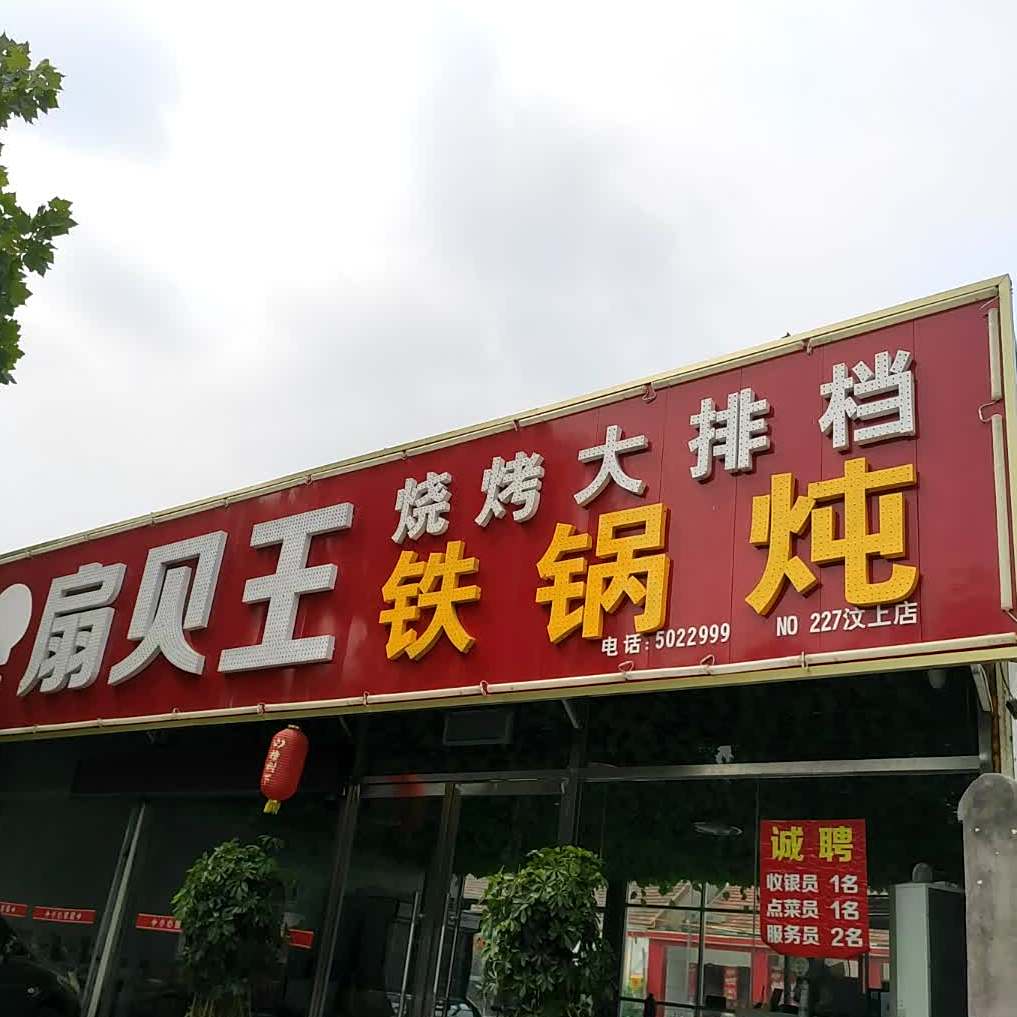 扇贝王
烧烤大排档
铁锅炖
电话:5022999
NO 227汶上店
诚聘
收银员 1名
点菜员 1名
服务员 2名